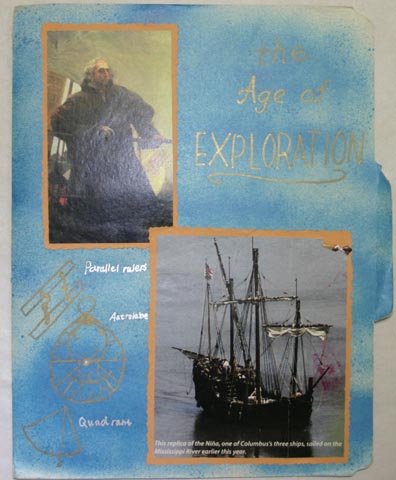 the
Age of
EXPLORATION
Parallel rulers
Astrolabe
Quadrant
This replica of the Niña, one of Columbus's three ships, sailed on the
Mississippi River earlier this year.